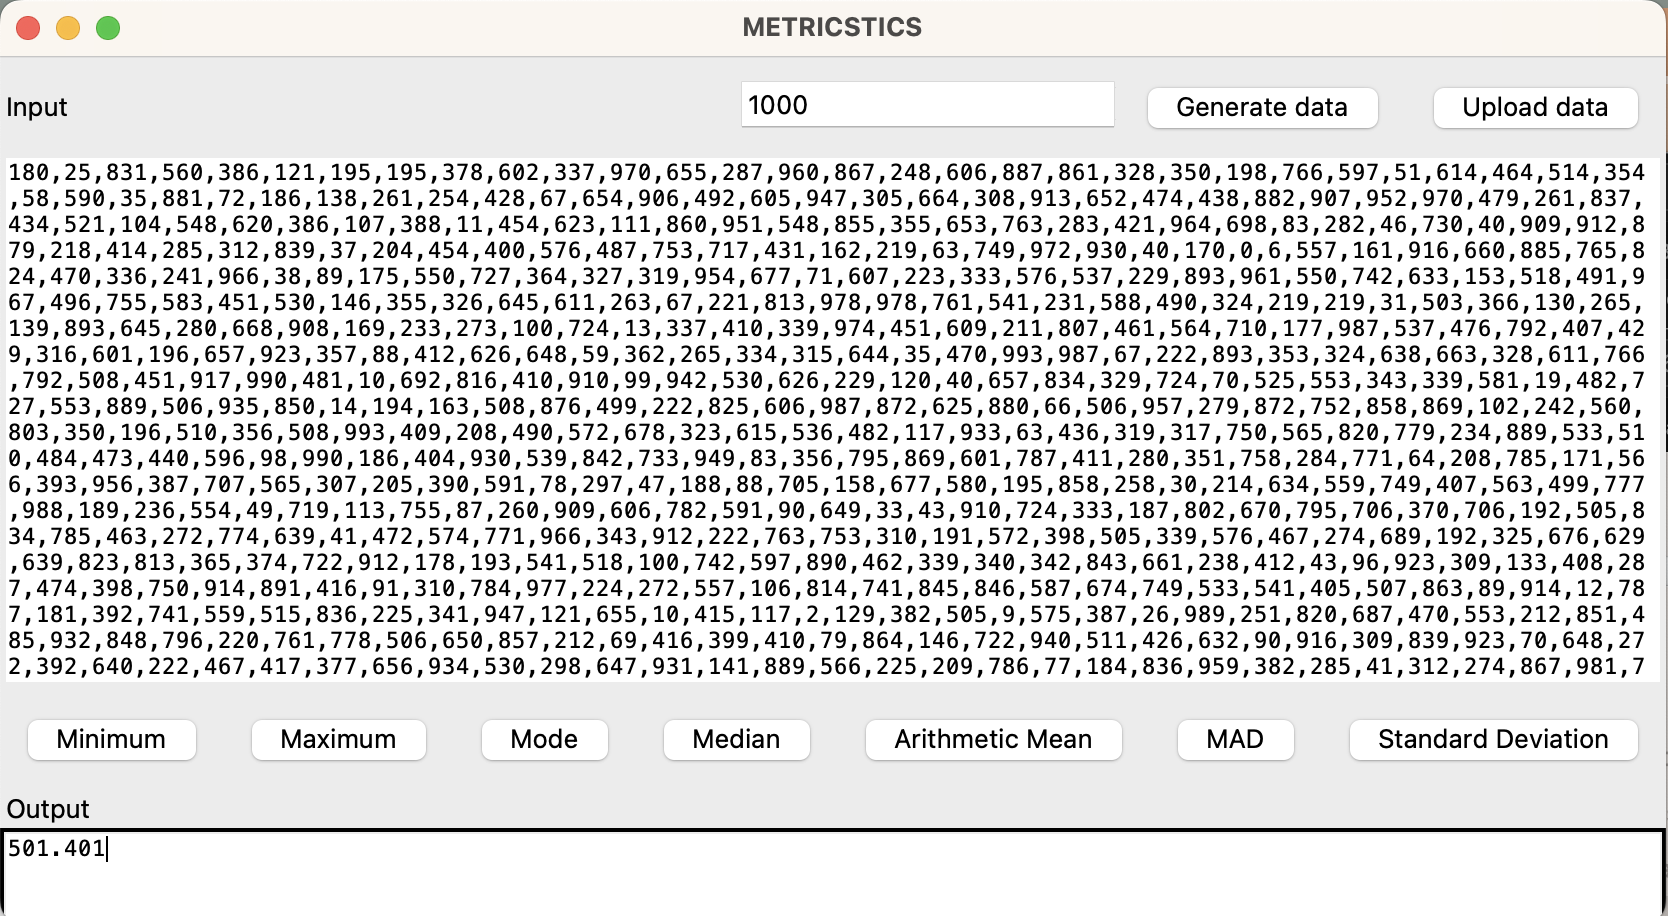 METRICSTICS
Input
1000
Generate data
Upload data
180,25,831,560,386,121,195,195,378,602,337,970,655,287,960,867,248,606,887,861,328,350,198,766,597,51,614,464,514,354
,58,590,35,881,72,186,138,261,254,428,67,654,906,492,605,947,305,664,308,913,652,474,438,882,907,952,970,479,261,837,
434,521,104,548,620,386,107,388,11,454,623,111,860,951,548,855,355,653,763,283,421,964,698,83,282,46,730,40,909,912,8
79,218,414,285,312,839,37,204,454,400,576,487,753,717,431,162,219,63,749,972,930,40,170,0,6,557,161,916,660,885,765,8
24,470,336,241,966,38,89,175,550,727,364,327,319,954,677,71,607,223,333,576,537,229,893,961,550,742,633,153,518,491,9
67,496,755,583,451,530,146,355,326,645,611,263,67,221,813,978,978,761,541,231,588,490,324,219,219,31,503,366,130,265,
139,893,645,280,668,908,169,233,273,100,724,13,337,410,339,974,451,609,211,807,461,564,710,177,987,537,476,792,407,42
9,316,601,196,657,923,357,88,412,626,648,59,362,265,334,315,644,35,470,993,987,67,222,893,353,324,638,663,328,611,766
,792,508,451,917,990,481,10,692,816,410,910,99,942,530,626,229,120,40,657,834,329,724,70,525,553,343,339,581,19,482,7
27,553,889,506,935,850,14,194,163,508,876,499,222,825,606,987,872,625,880,66,506,957,279,872,752,858,869,102,242,560,
803,350,196,510,356,508,993,409,208,490,572,678,323,615,536,482,117,933,63,436,319,317,750,565,820,779,234,889,533,51
0,484,473,440,596,98,990,186,404,930,539,842,733,949,83,356,795,869,601,787,411,280,351,758,284,771,64,208,785,171,56
6,393,956,387,707,565,307,205,390,591,78,297,47,188,88,705,158,677,580,195,858,258,30,214,634,559,749,407,563,499,777
,988,189,236,554,49,719,113,755,87,260,909,606,782,591,90,649,33,43,910,724,333,187,802,670,795,706,370,706,192,505,8
34,785,463,272,774,639,41,472,574,771,966,343,912,222,763,753,310,191,572,398,505,339,576,467,274,689,192,325,676,629
,639,823,813,365,374,722,912,178,193,541,518,100,742,597,890,462,339,340,342,843,661,238,412,43,96,923,309,133,408,28
7,474,398,750,914,891,416,91,310,784,977,224,272,557,106,814,741,845,846,587,674,749,533,541,405,507,863,89,914,12,78
7,181,392,741,559,515,836,225,341,947,121,655,10,415,117,2,129,382,505,9,575,387,26,989,251,820,687,470,553,212,851,4
85,932,848,796,220,761,778,506,650,857,212,69,416,399,410,79,864,146,722,940,511,426,632,90,916,309,839,923,70,648,27
2,392,640,222,467,417,377,656,934,530,298,647,931,141,889,566,225,209,786,77,184,836,959,382,285,41,312,274,867,981,7
Minimum
Maximum
Mode
Median
Arithmetic Mean
MAD
Standard Deviation
Output
501.401